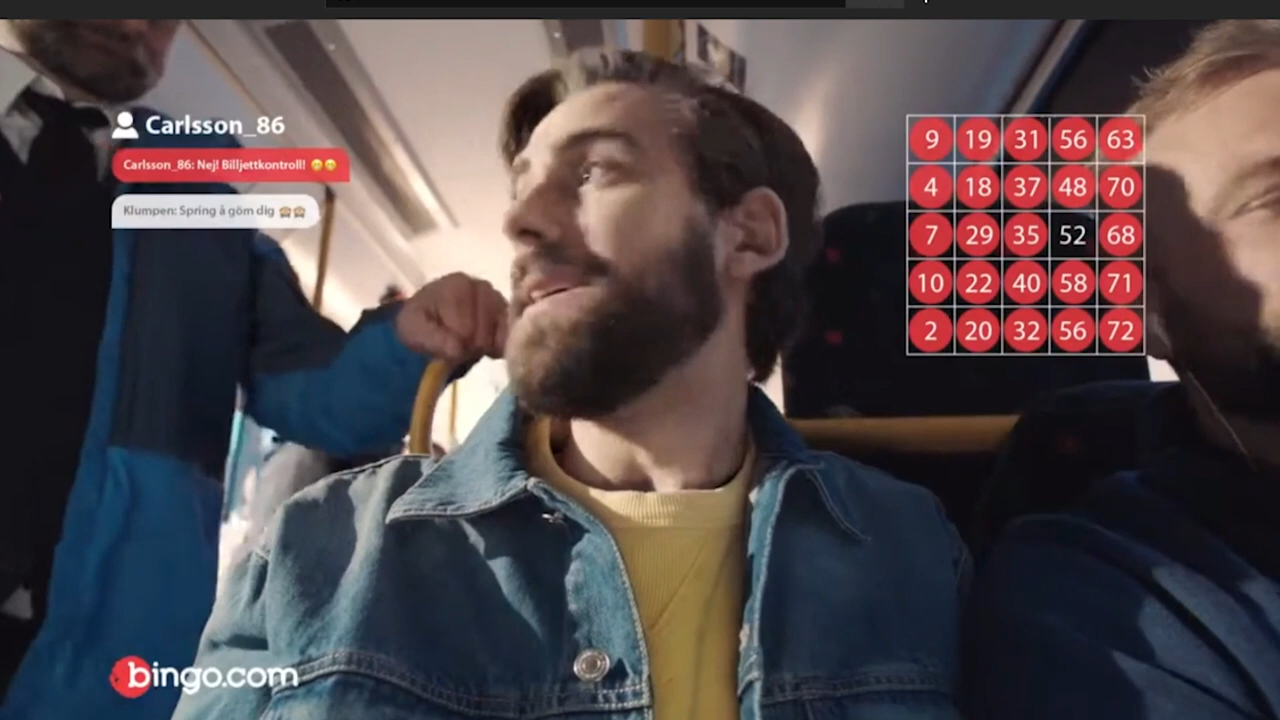 Carlsson_86
Carlsson_86: Nej! Billjettkontroll! 😁😁
Klumpen: Spring å göm dig 🙈🙈
9 19 31 56 63
4 18 37 48 70
7 29 35 52 68
10 22 40 58 71
2 20 32 56 72
bingo.com